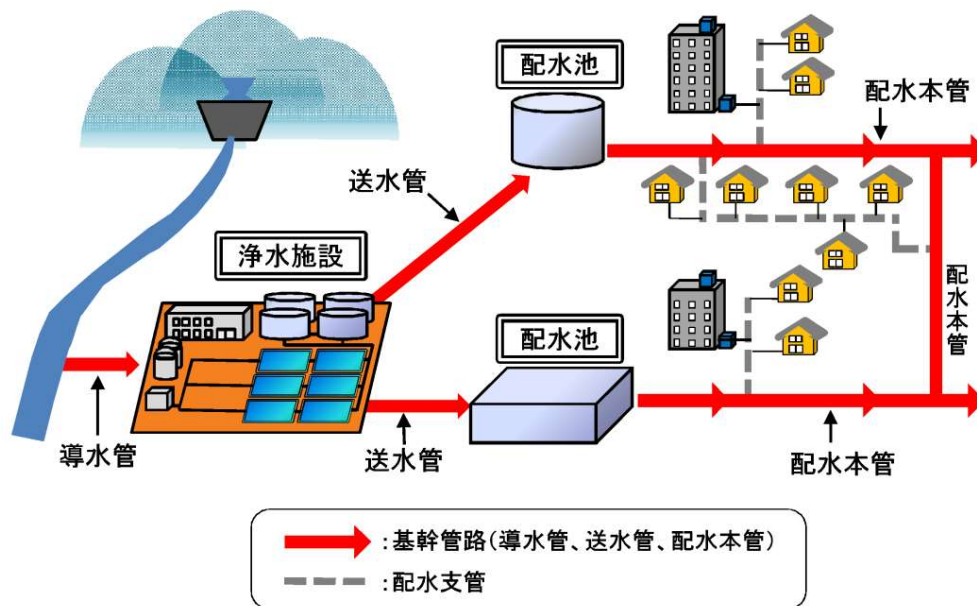 配水池
配水本管
送水管
浄水施設
配水本管
配水池
導水管
送水管
配水本管
:基幹管路(導水管、送水管、配水本管)
:配水支管